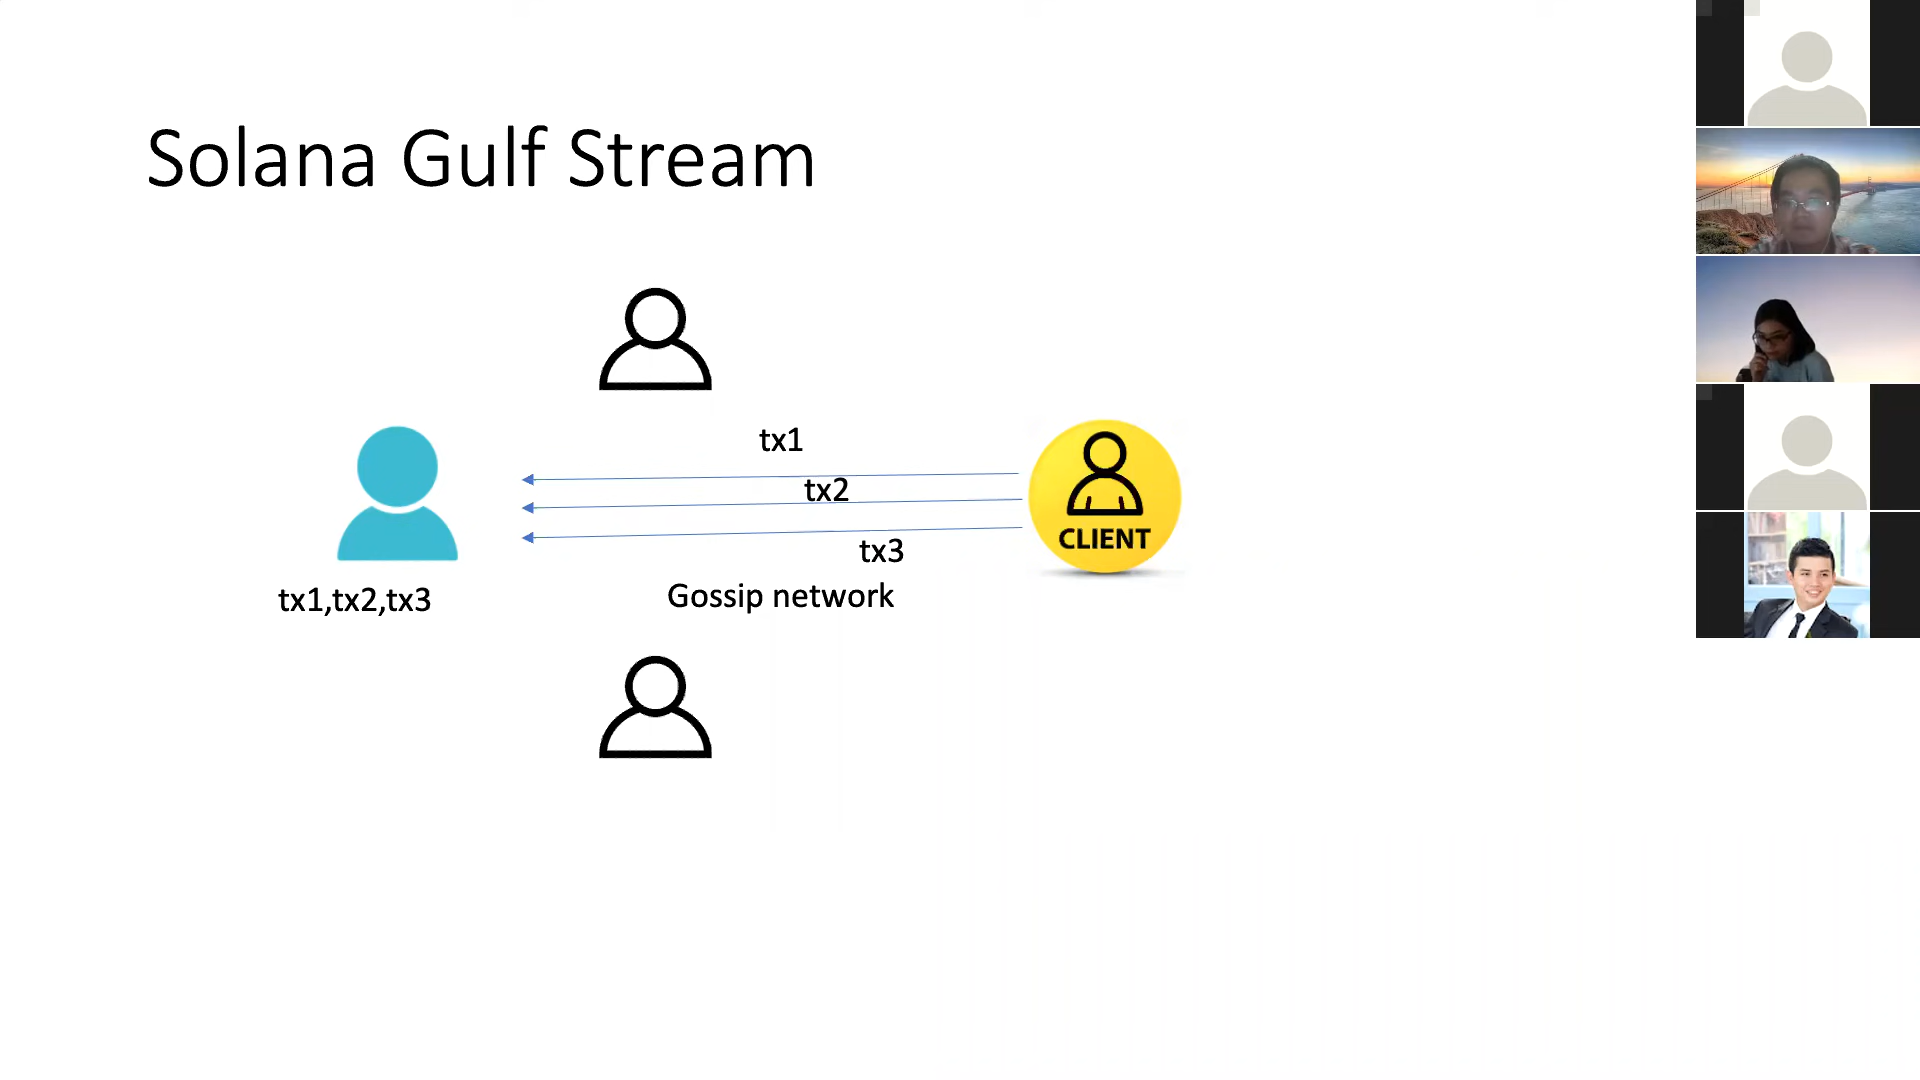 Solana Gulf Stream
tx1
tx2
CLIENT
tx3
Gossip network
tx1,tx2,tx3